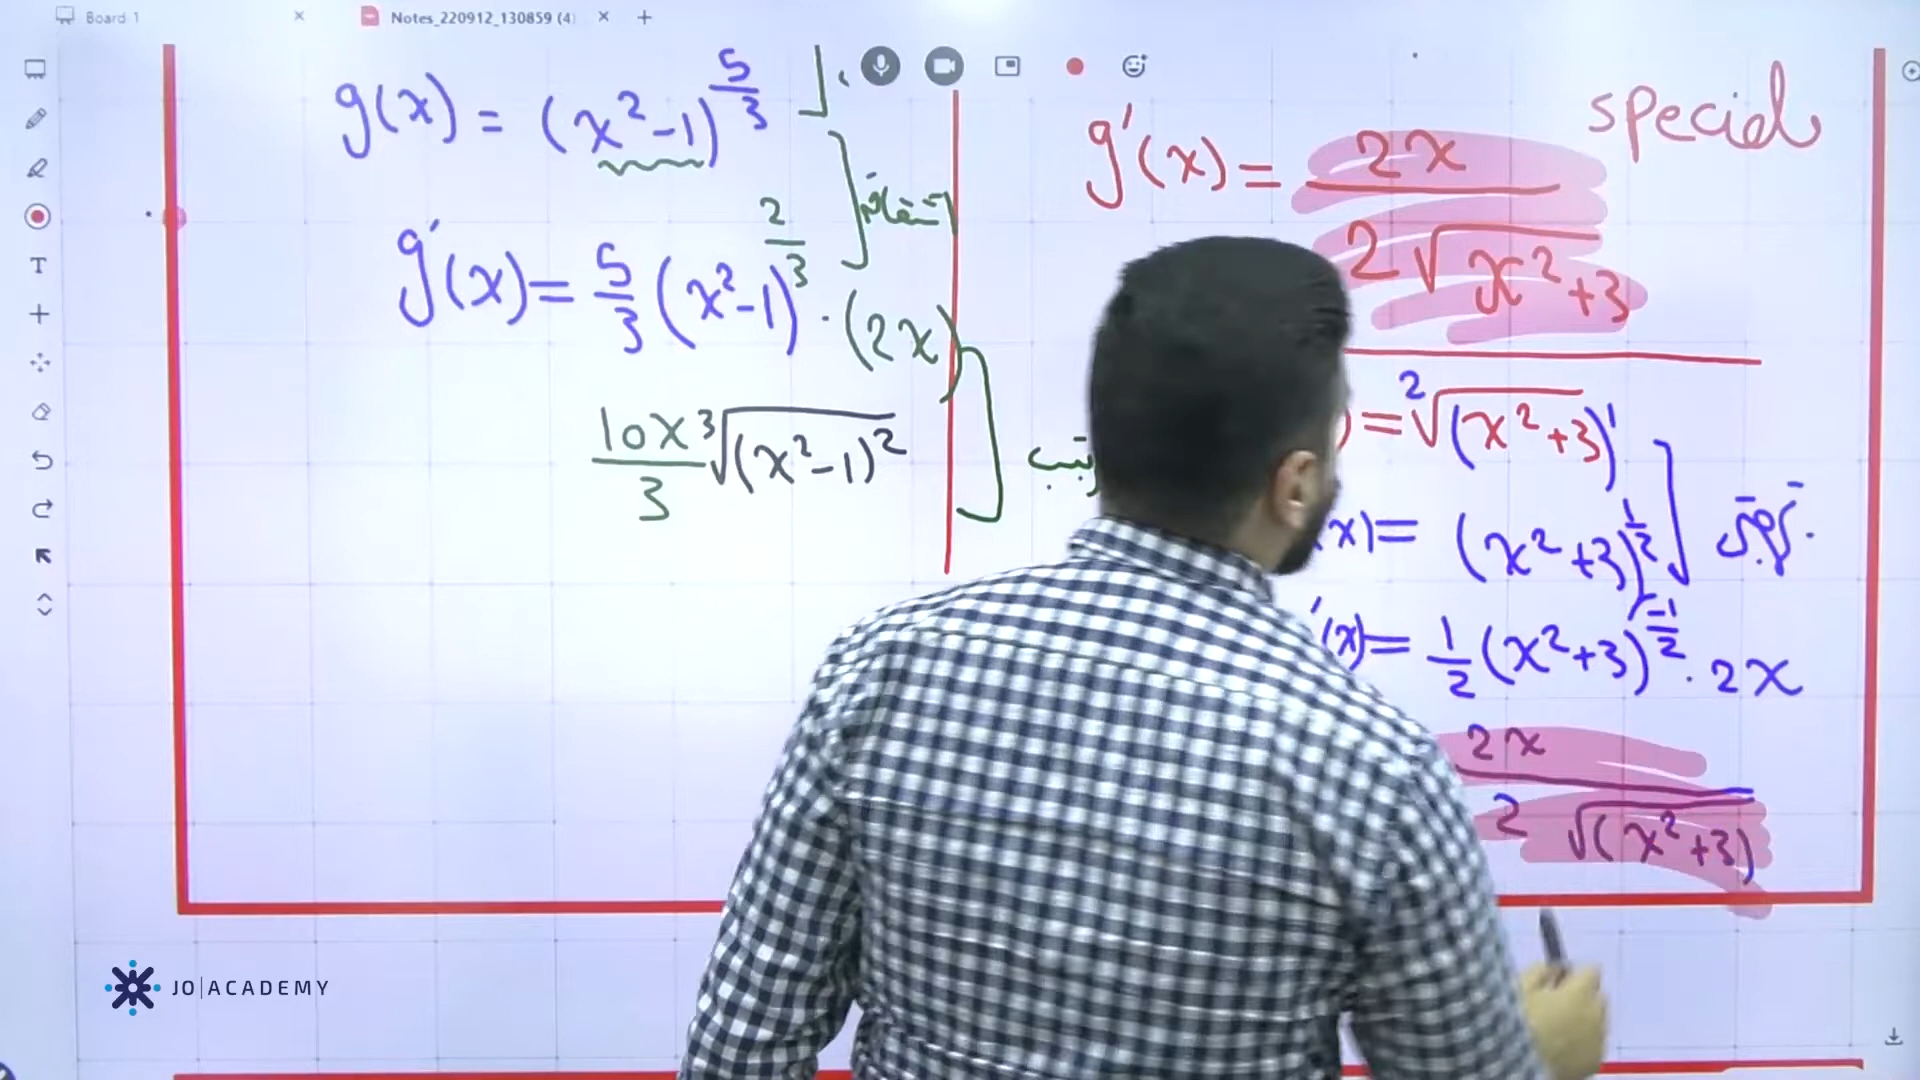 Board 1
Notes_220912_130859 (4)
g(x) = (x²-1)^5/3
g'(x) = 5/3 (x²-1)^2/3 . (2x)
10x/3 ³√(x²-1)²
special
g'(x) = 2x / 2√x²+3
) = ²√(x²+3)¹
x) = (x²+3)^1/2
'(x) = 1/2 (x²+3)^-1/2 . 2x
2x / 2 √(x²+3)
JO|ACADEMY